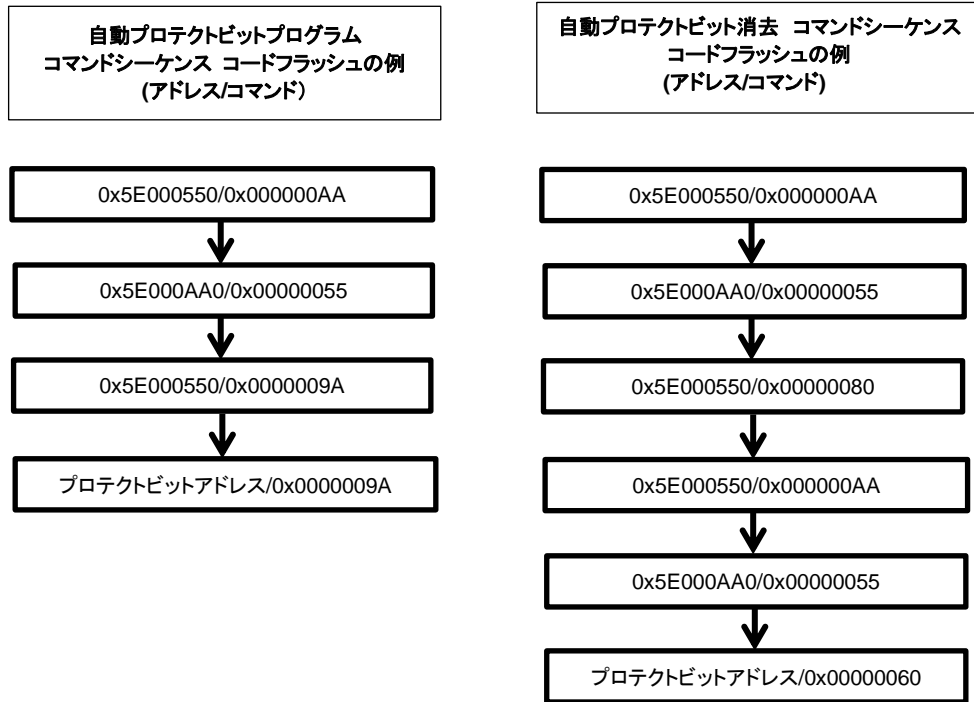 自動プロテクトビットプログラム
コマンドシーケンス コードフラッシュの例
(アドレス/コマンド)
0x5E000550/0x000000AA
0x5E000AA0/0x00000055
0x5E000550/0x0000009A
プロテクトビットアドレス/0x0000009A
自動プロテクトビット消去 コマンドシーケンス
コードフラッシュの例
(アドレス/コマンド)
0x5E000550/0x000000AA
0x5E000AA0/0x00000055
0x5E000550/0x00000080
0x5E000550/0x000000AA
0x5E000AA0/0x00000055
プロテクトビットアドレス/0x00000060